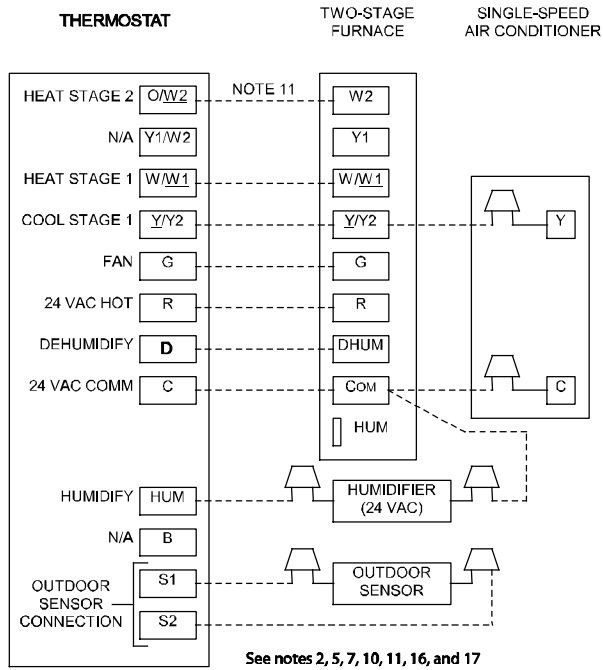 THERMOSTAT
TWO-STAGE
FURNACE
SINGLE-SPEED
AIR CONDITIONER
HEAT STAGE 2 O/W2 NOTE 11 W2
N/A Y1/W2 Y1
HEAT STAGE 1 W/W1 W/W1
COOL STAGE 1 Y/Y2 Y/Y2 Y
FAN G G
24 VAC HOT R R
DEHUMIDIFY D DHUM
24 VAC COMM C COM C
HUM
HUMIDIFY HUM HUMIDIFIER
(24 VAC)
N/A B
OUTDOOR
SENSOR
CONNECTION
S1 OUTDOOR
SENSOR
S2
See notes 2, 5, 7, 10, 11, 16, and 17